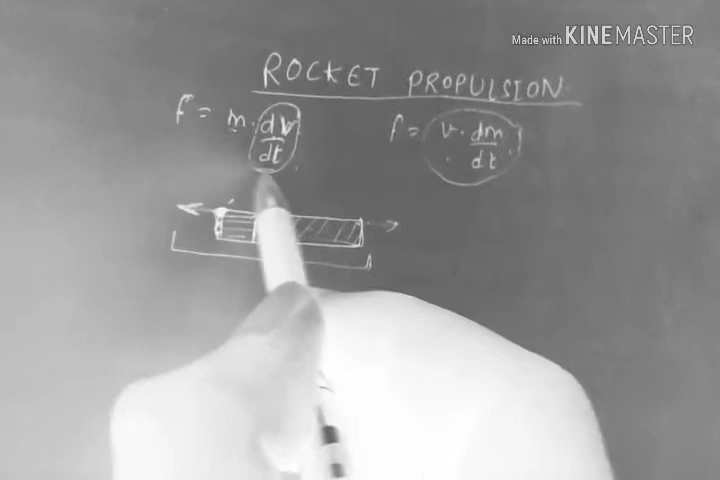 Made with KINEMASTER
ROCKET PROPULSION
f = m · dv/dt
f = v · dm/dt